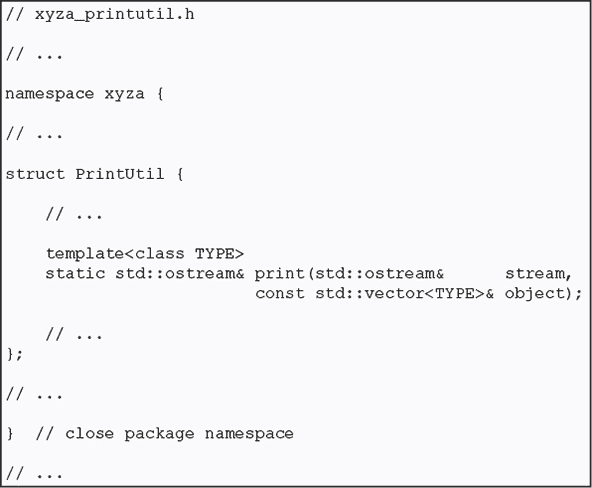 // xyza_printutil.h
// ...
namespace xyza {
// ...
struct PrintUtil {
    // ...
    template<class TYPE>
    static std::ostream& print(std::ostream&      stream,
                         const std::vector<TYPE>& object);
    // ...
};
// ...
}  // close package namespace
// ...